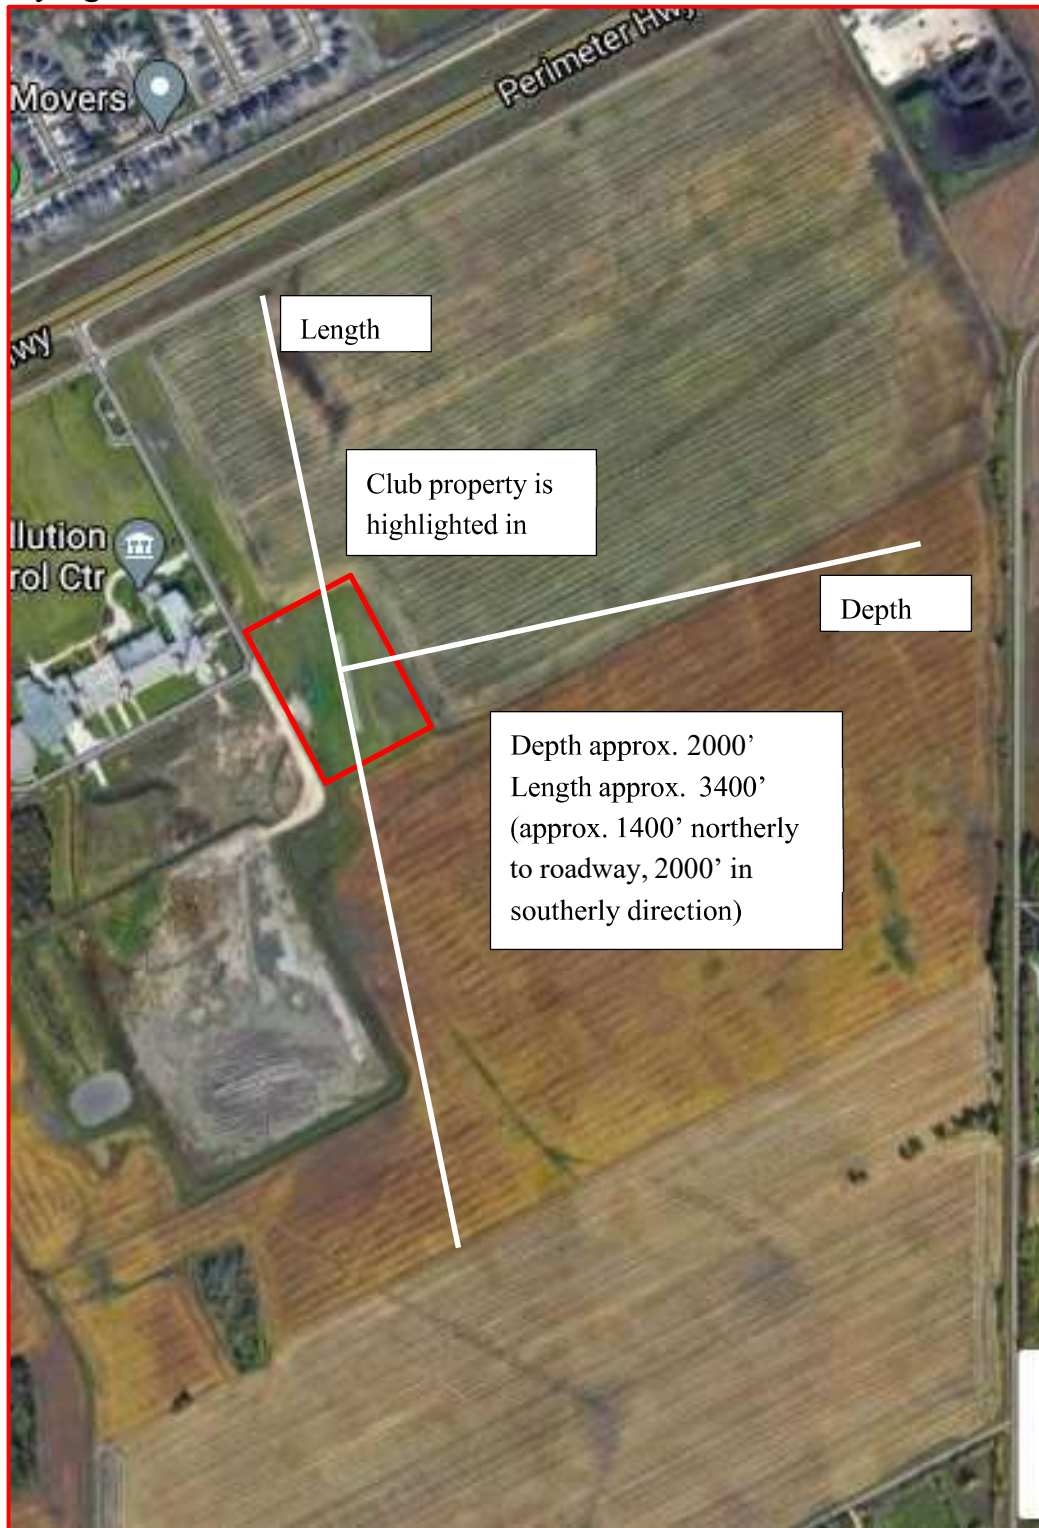 Perimeter Hwy
Movers
Length
Club property is
highlighted in
llution
rol Ctr
Depth
Depth approx. 2000’
Length approx. 3400’
(approx. 1400’ northerly
to roadway, 2000’ in
southerly direction)